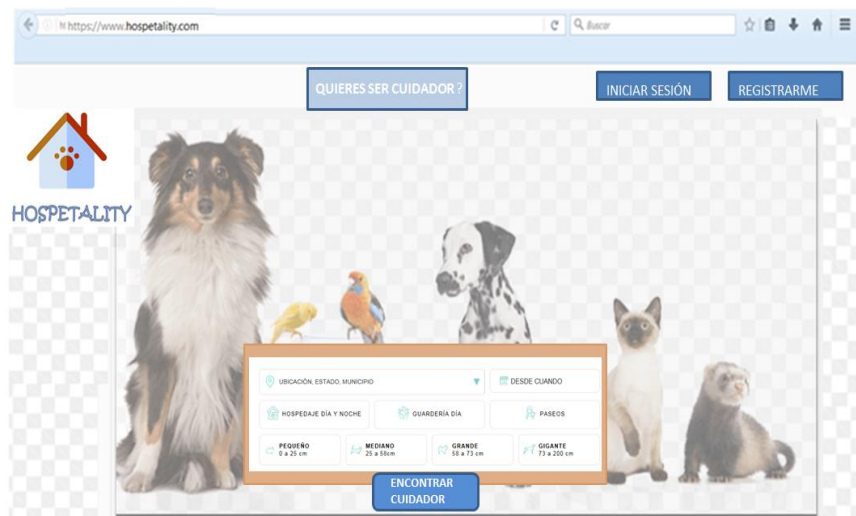 https://www.hospetality.com
Buscar
QUIERES SER CUIDADOR?
INICIAR SESIÓN
REGISTRARME
HOSPETALITY
UBICACIÓN, ESTADO, MUNICIPIO
DESDE CUANDO
HOSPEDAJE DÍA Y NOCHE
GUARDERÍA DÍA
PASEOS
PEQUEÑO
0 a 25 cm
MEDIANO
25 a 58cm
GRANDE
58 a 73 cm
GIGANTE
73 a 200 cm
ENCONTRAR
CUIDADOR